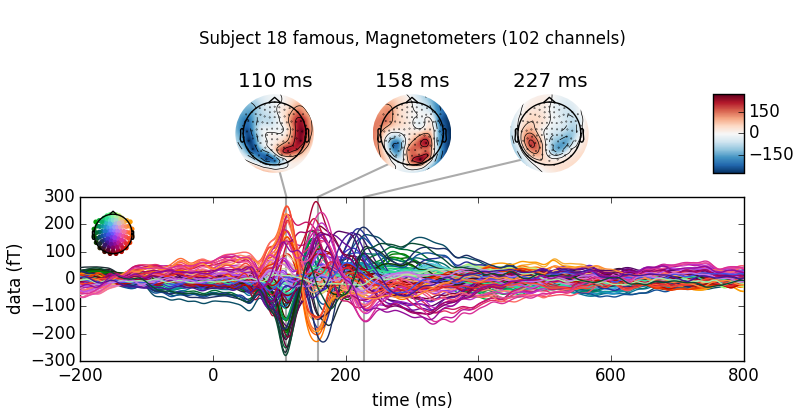 Subject 18 famous, Magnetometers (102 channels)
110 ms 158 ms 227 ms
150
0
−150
300
200
100
0
−100
−200
−300
data (fT)
−200 0 200 400 600 800
time (ms)